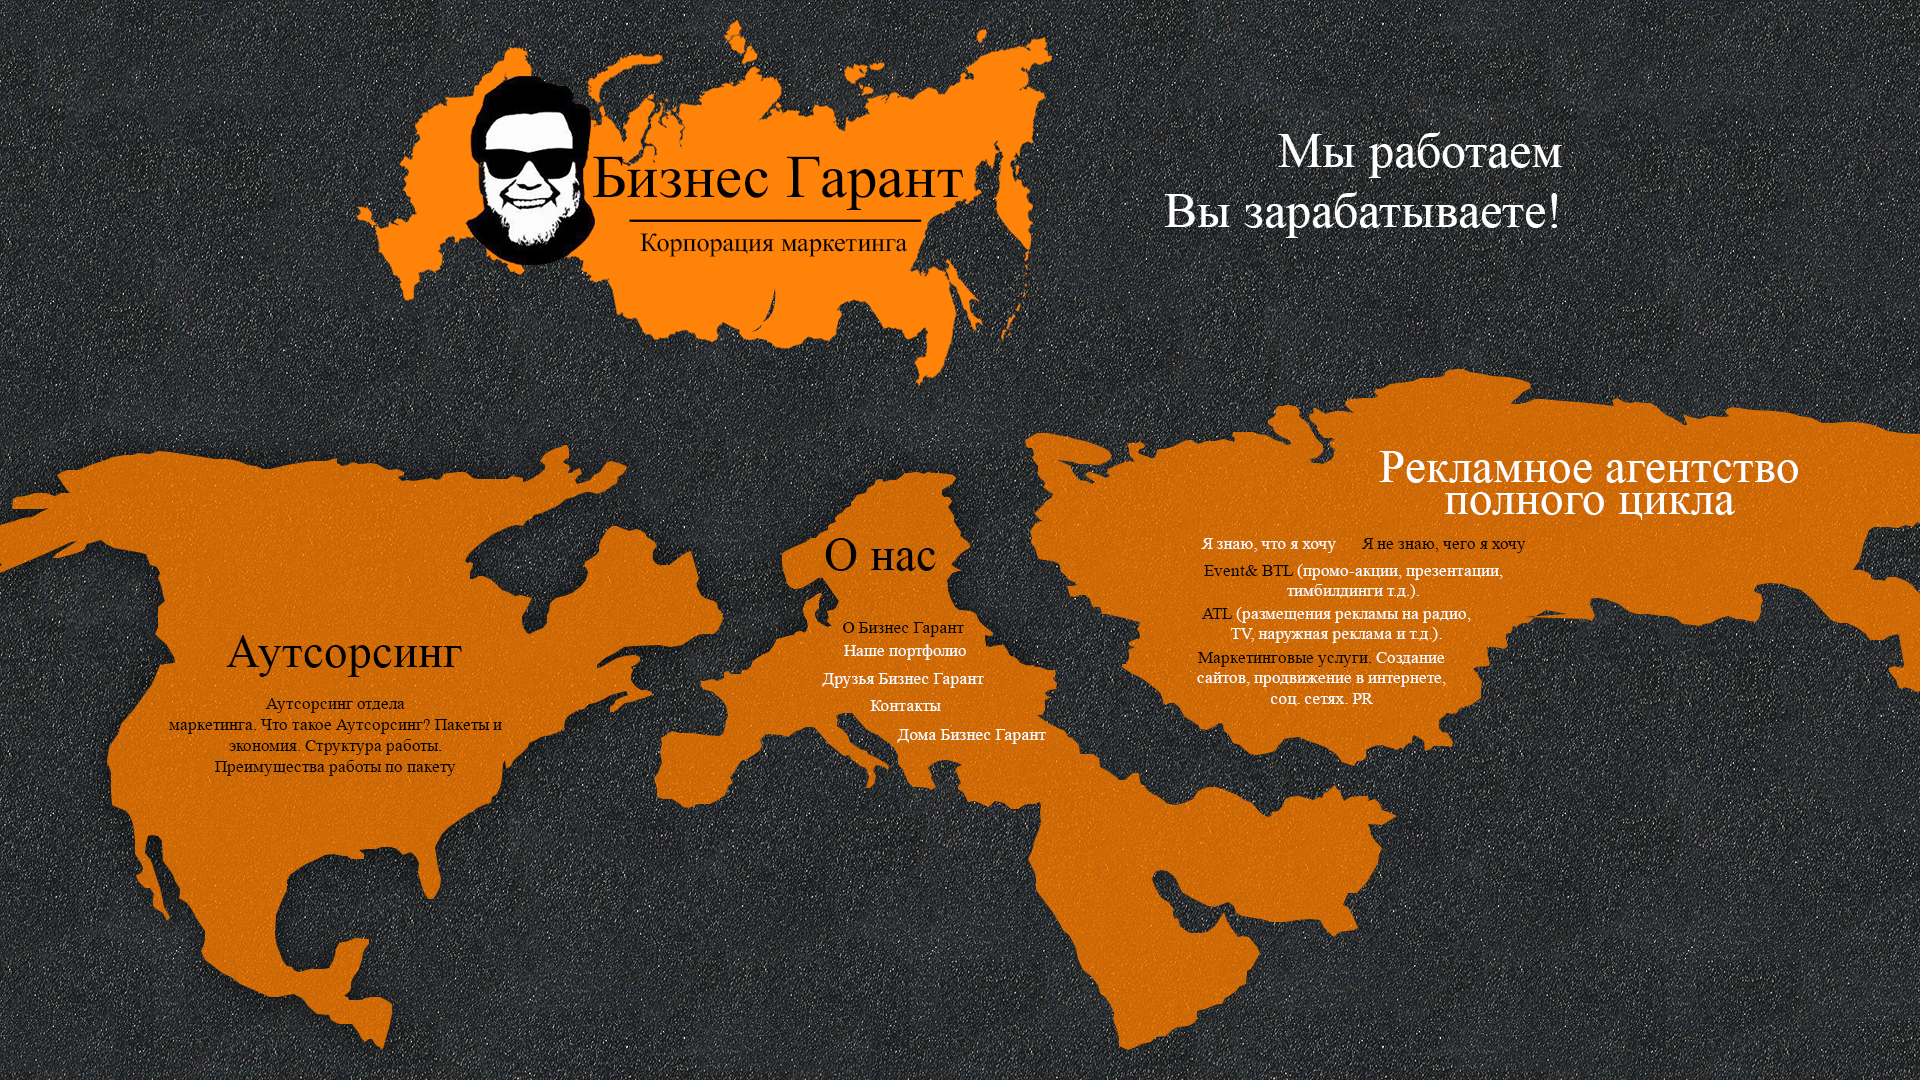 Бизнес Гарант
Корпорация маркетинга
Мы работаем
Вы зарабатываете!
Аутсорсинг
Аутсорсинг отдела
маркетинга. Что такое Аутсорсинг? Пакеты и
экономия. Структура работы.
Преимущества работы по пакету
О нас
О Бизнес Гарант
Наше портфолио
Друзья Бизнес Гарант
Контакты
Дома Бизнес Гарант
Рекламное агентство
полного цикла
Я знаю, что я хочу Я не знаю, чего я хочу
Event& BTL (промо-акции, презентации,
тимбилдинги т.д.).
ATL (размещения рекламы на радио,
TV, наружная реклама и т.д.).
Маркетинговые услуги. Создание
сайтов, продвижение в интернете,
соц. сетях. PR